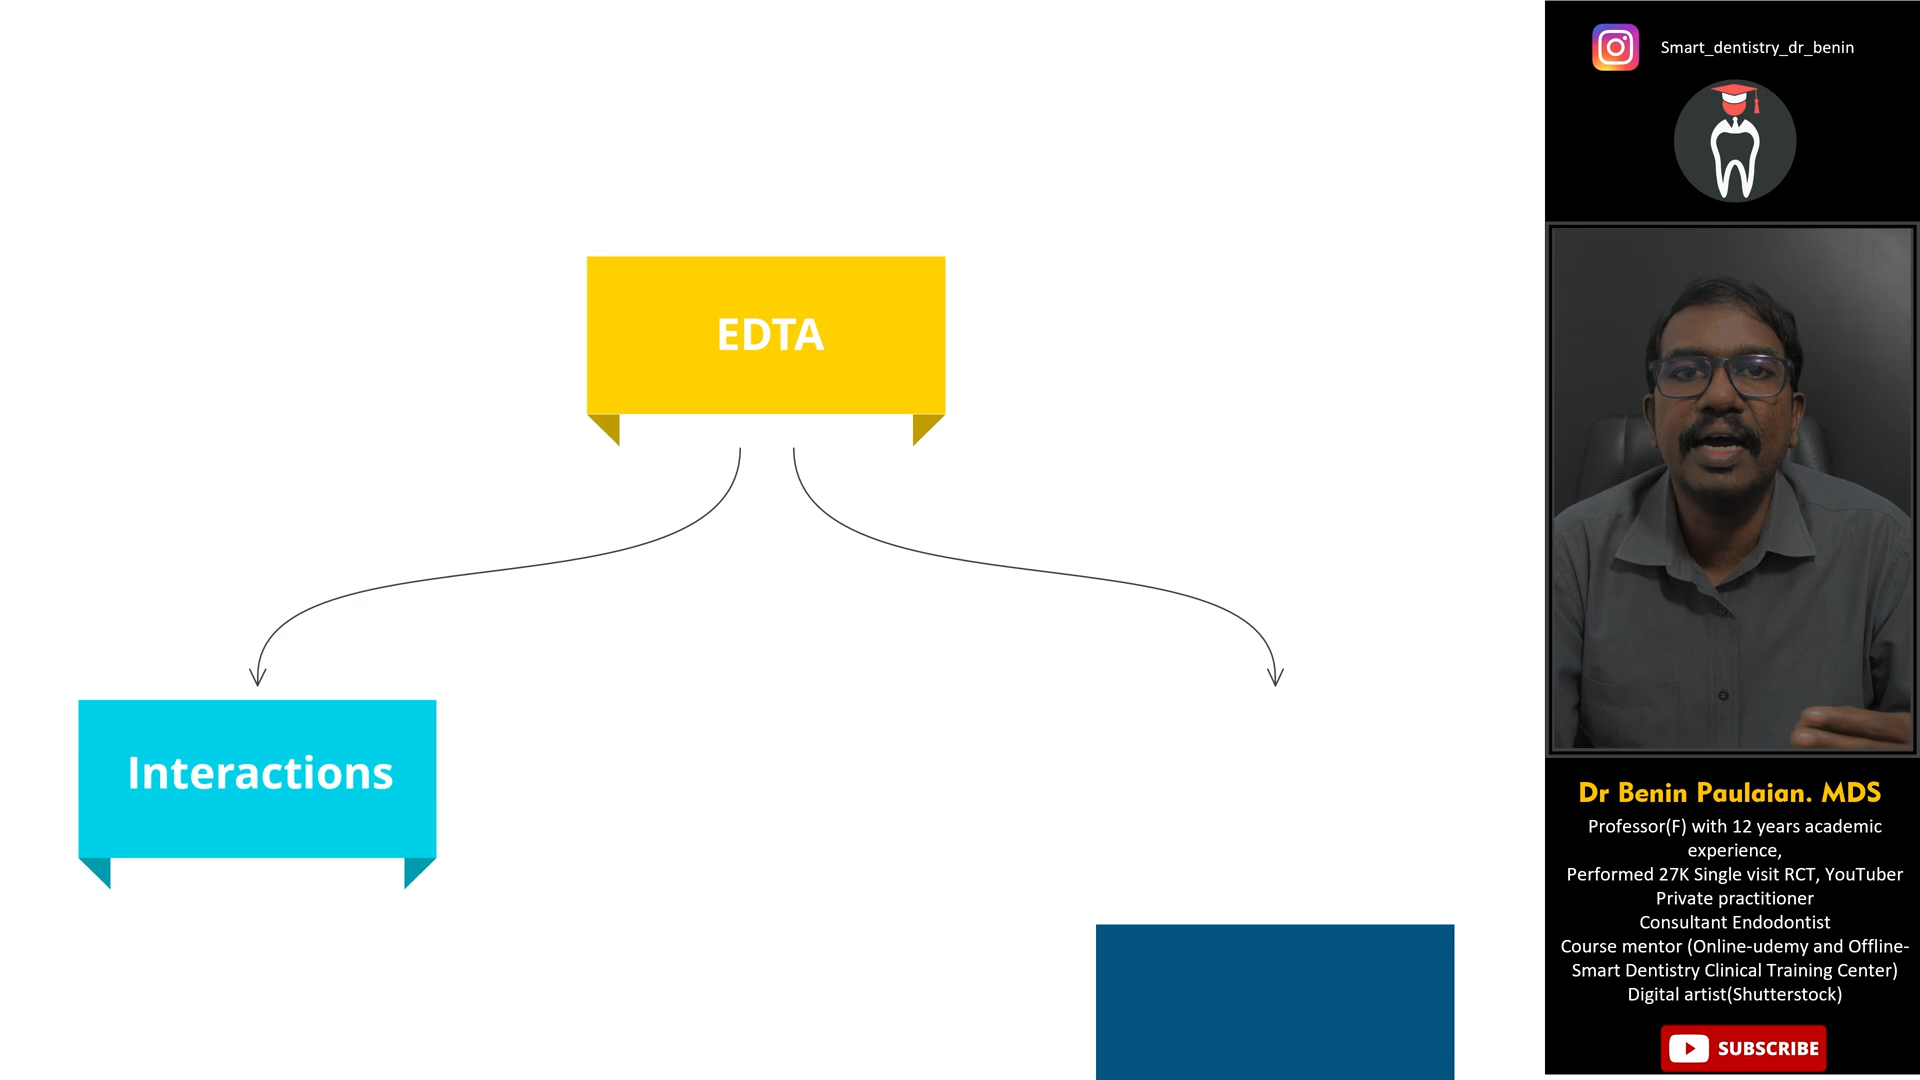 EDTA
Interactions
Smart_dentistry_dr_benin
Dr Benin Paulaian. MDS
Professor(F) with 12 years academic
experience,
Performed 27K Single visit RCT, YouTuber
Private practitioner
Consultant Endodontist
Course mentor (Online-udemy and Offline-
Smart Dentistry Clinical Training Center)
Digital artist(Shutterstock)
SUBSCRIBE